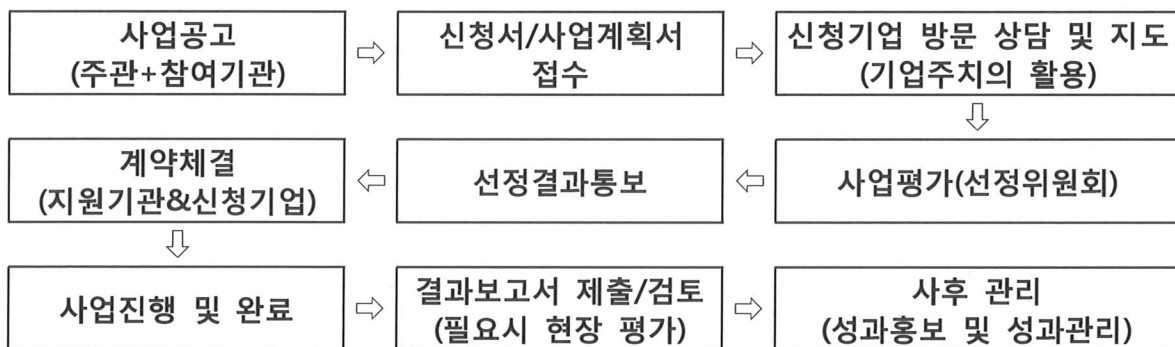 사업공고
(주관+참여기관)
신청서/사업계획서
접수
신청기업 방문 상담 및 지도
(기업주치의 활용)
사업평가(선정위원회)
선정결과통보
계약체결
(지원기관&신청기업)
사업진행 및 완료
결과보고서 제출/검토
(필요시 현장 평가)
사후 관리
(성과홍보 및 성과관리)